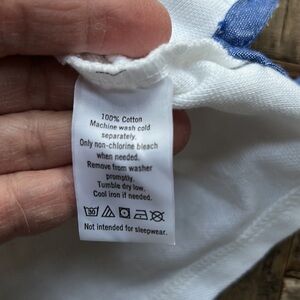 100% Cotton
Machine wash cold
separately.
Only non-chlorine bleach
when needed.
Remove from washer
promptly.
Tumble dry low.
Cool iron if needed.
Not intended for sleepwear.